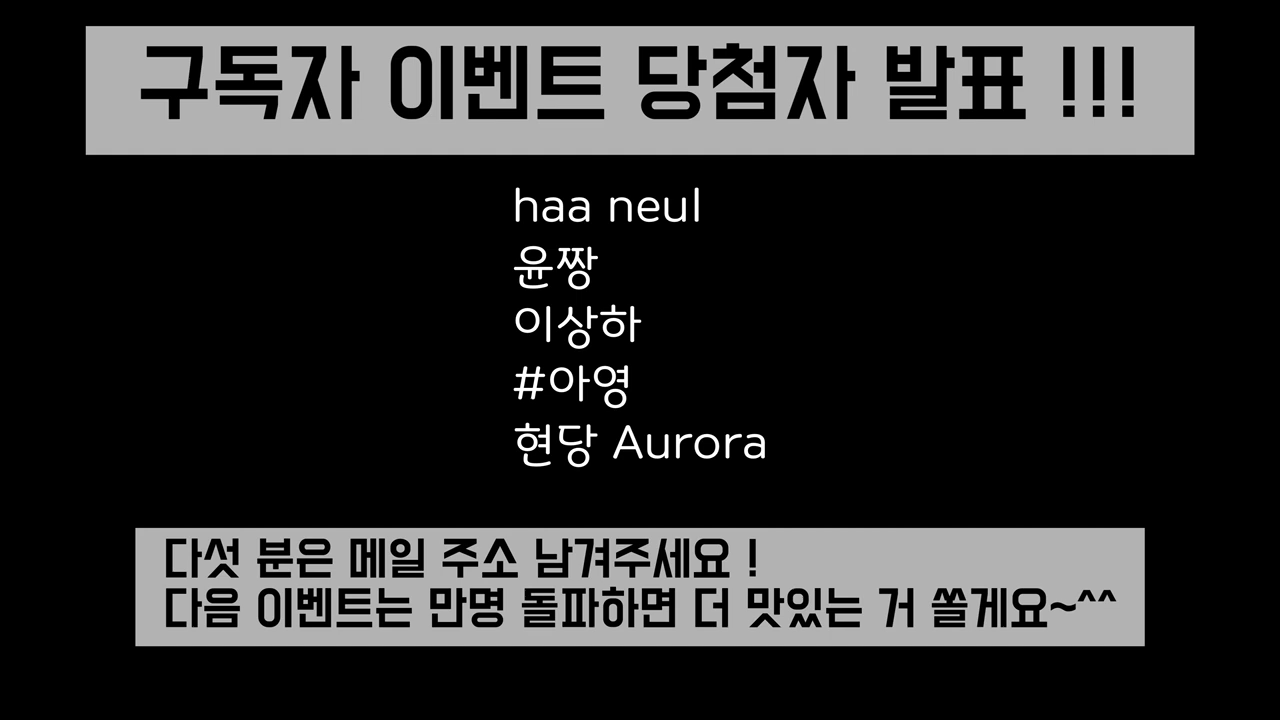 구독자 이벤트 당첨자 발표 !!!
haa neul
윤짱
이상하
#아영
현당 Aurora
다섯 분은 메일 주소 남겨주세요 !
다음 이벤트는 만명 돌파하면 더 맛있는 거 쏠게요~^^